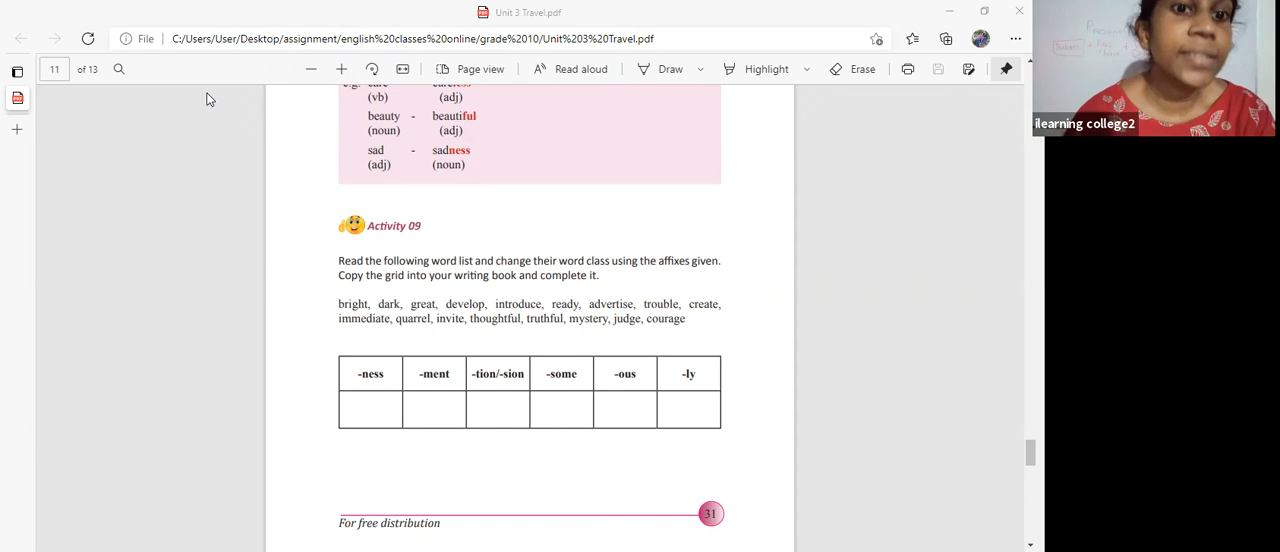 Unit 3 Travel.pdf
File
C:/Users/User/Desktop/assignment/english%20classes%20online/grade%2010/Unit%203%20Travel.pdf
11 of 13
Page view
Read aloud
Draw
Highlight
Erase
ilearning college2
(vb) (adj)
beauty - beautiful
(noun) (adj)
sad - sadness
(adj) (noun)
Activity 09
Read the following word list and change their word class using the affixes given.
Copy the grid into your writing book and complete it.
bright, dark, great, develop, introduce, ready, advertise, trouble, create,
immediate, quarrel, invite, thoughtful, truthful, mystery, judge, courage
-ness -ment -tion/-sion -some -ous -ly
31
For free distribution